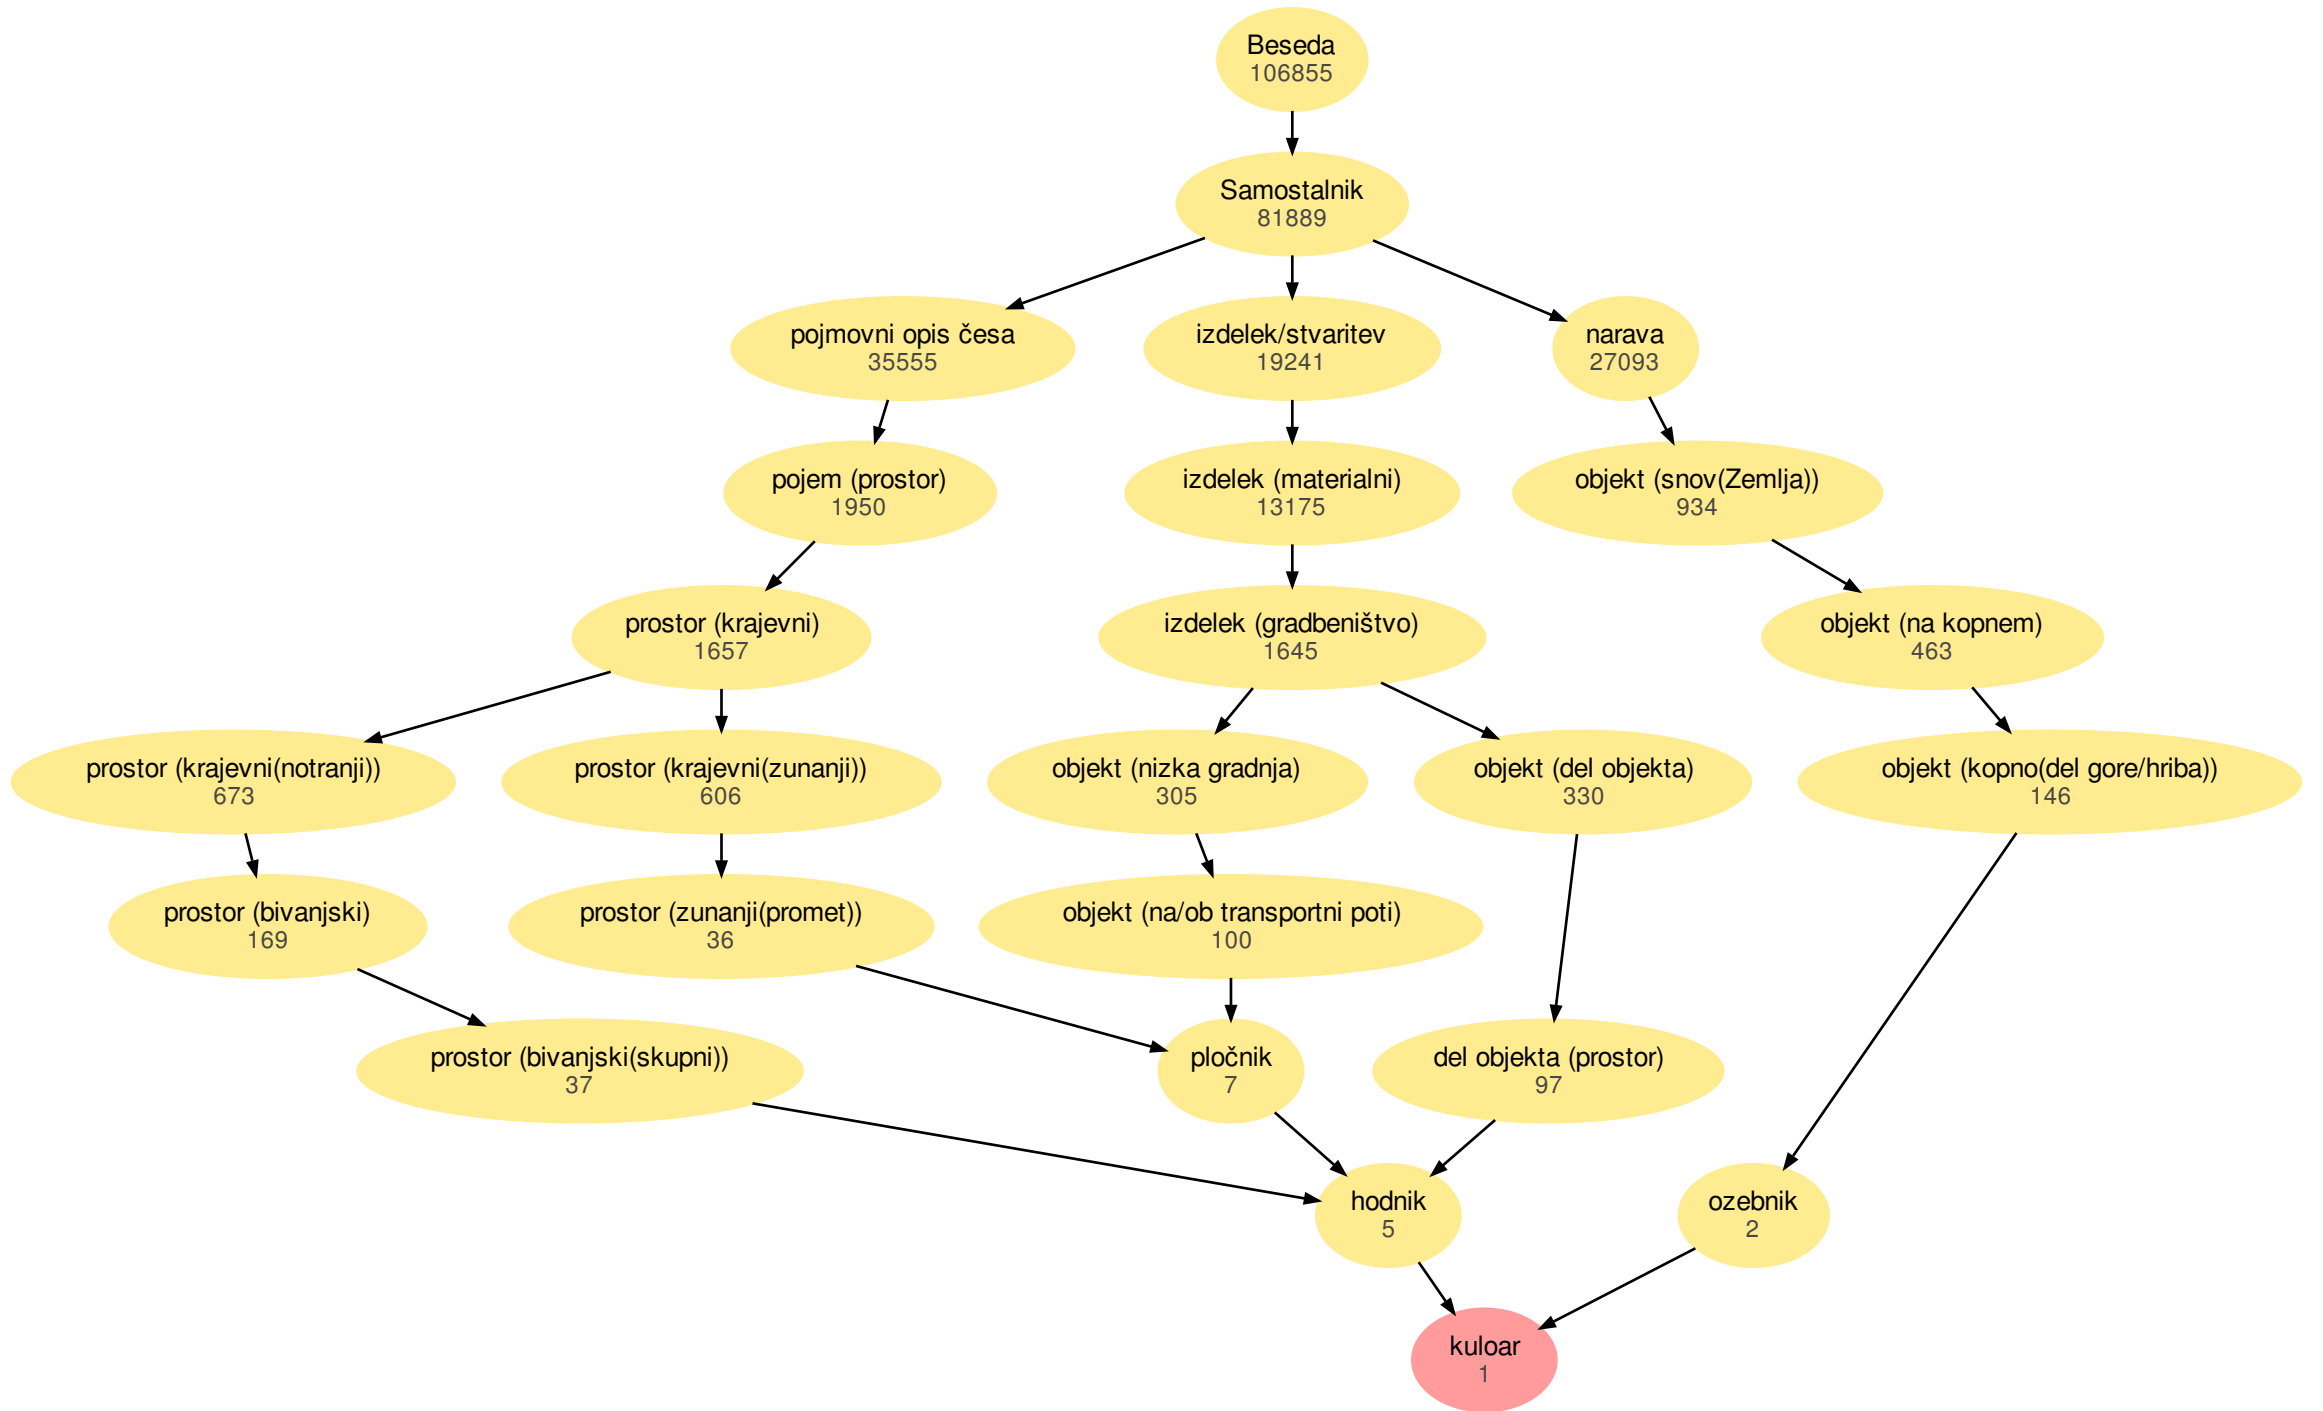 Beseda
106855
Samostalnik
81889
pojmovni opis česa
35555
izdelek/stvaritev
19241
narava
27093
pojem (prostor)
1950
izdelek (materialni)
13175
objekt (snov(Zemlja))
934
prostor (krajevni)
1657
izdelek (gradbeništvo)
1645
objekt (na kopnem)
463
prostor (krajevni(notranji))
673
prostor (krajevni(zunanji))
606
objekt (nizka gradnja)
305
objekt (del objekta)
330
objekt (kopno(del gore/hriba))
146
prostor (bivanjski)
169
prostor (zunanji(promet))
36
objekt (na/ob transportni poti)
100
prostor (bivanjski(skupni))
37
pločnik
7
del objekta (prostor)
97
hodnik
5
ozebnik
2
kuloar
1